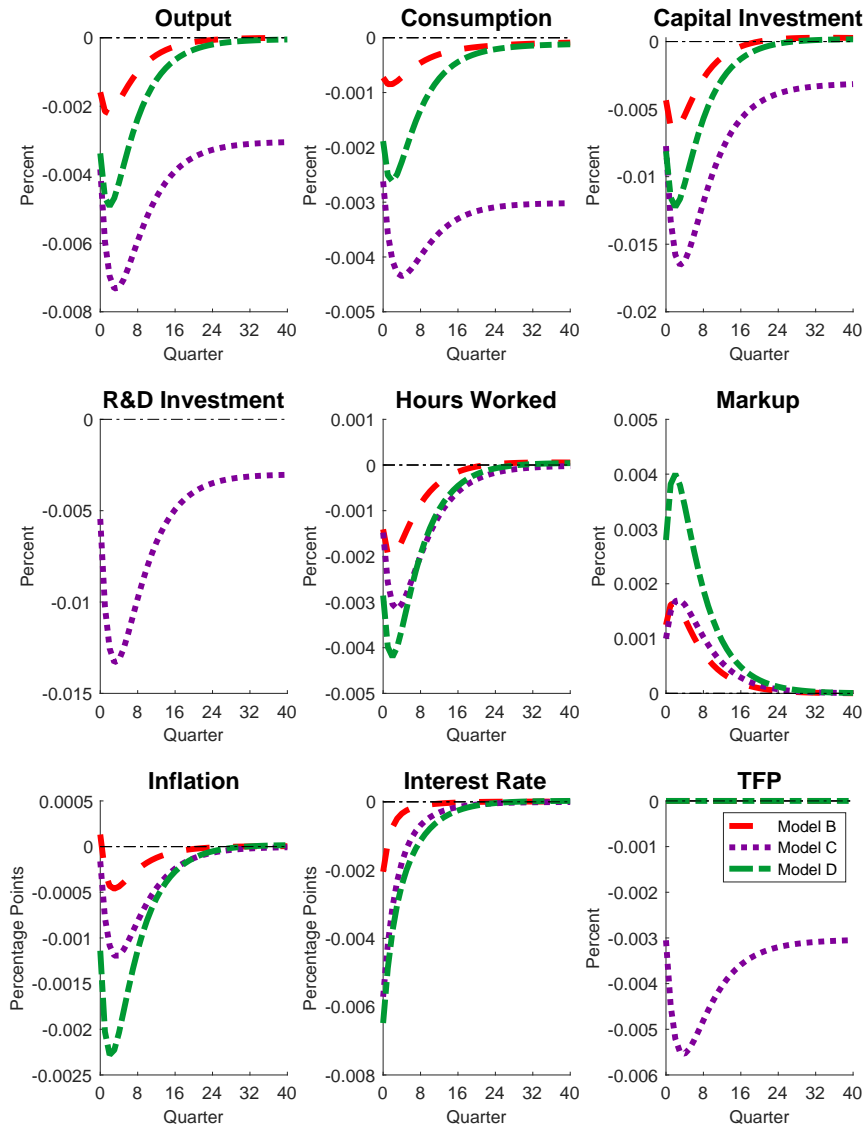 Output
0
-0.002
-0.004
-0.006
-0.008
Percent
0 8 16 24 32 40
Quarter
Consumption
0
-0.001
-0.002
-0.003
-0.004
-0.005
Percent
0 8 16 24 32 40
Quarter
Capital Investment
0
-0.005
-0.01
-0.015
-0.02
Percent
0 8 16 24 32 40
Quarter
R&D Investment
0
-0.005
-0.01
-0.015
Percent
0 8 16 24 32 40
Quarter
Hours Worked
0.001
0
-0.001
-0.002
-0.003
-0.004
-0.005
Percent
0 8 16 24 32 40
Quarter
Markup
0.005
0.004
0.003
0.002
0.001
0
Percent
0 8 16 24 32 40
Quarter
Inflation
0.0005
0
-0.0005
-0.001
-0.0015
-0.002
-0.0025
Percentage Points
0 8 16 24 32 40
Quarter
Interest Rate
0
-0.002
-0.004
-0.006
-0.008
Percentage Points
0 8 16 24 32 40
Quarter
TFP
0
-0.001
-0.002
-0.003
-0.004
-0.005
-0.006
Percent
Model B
Model C
Model D
0 8 16 24 32 40
Quarter